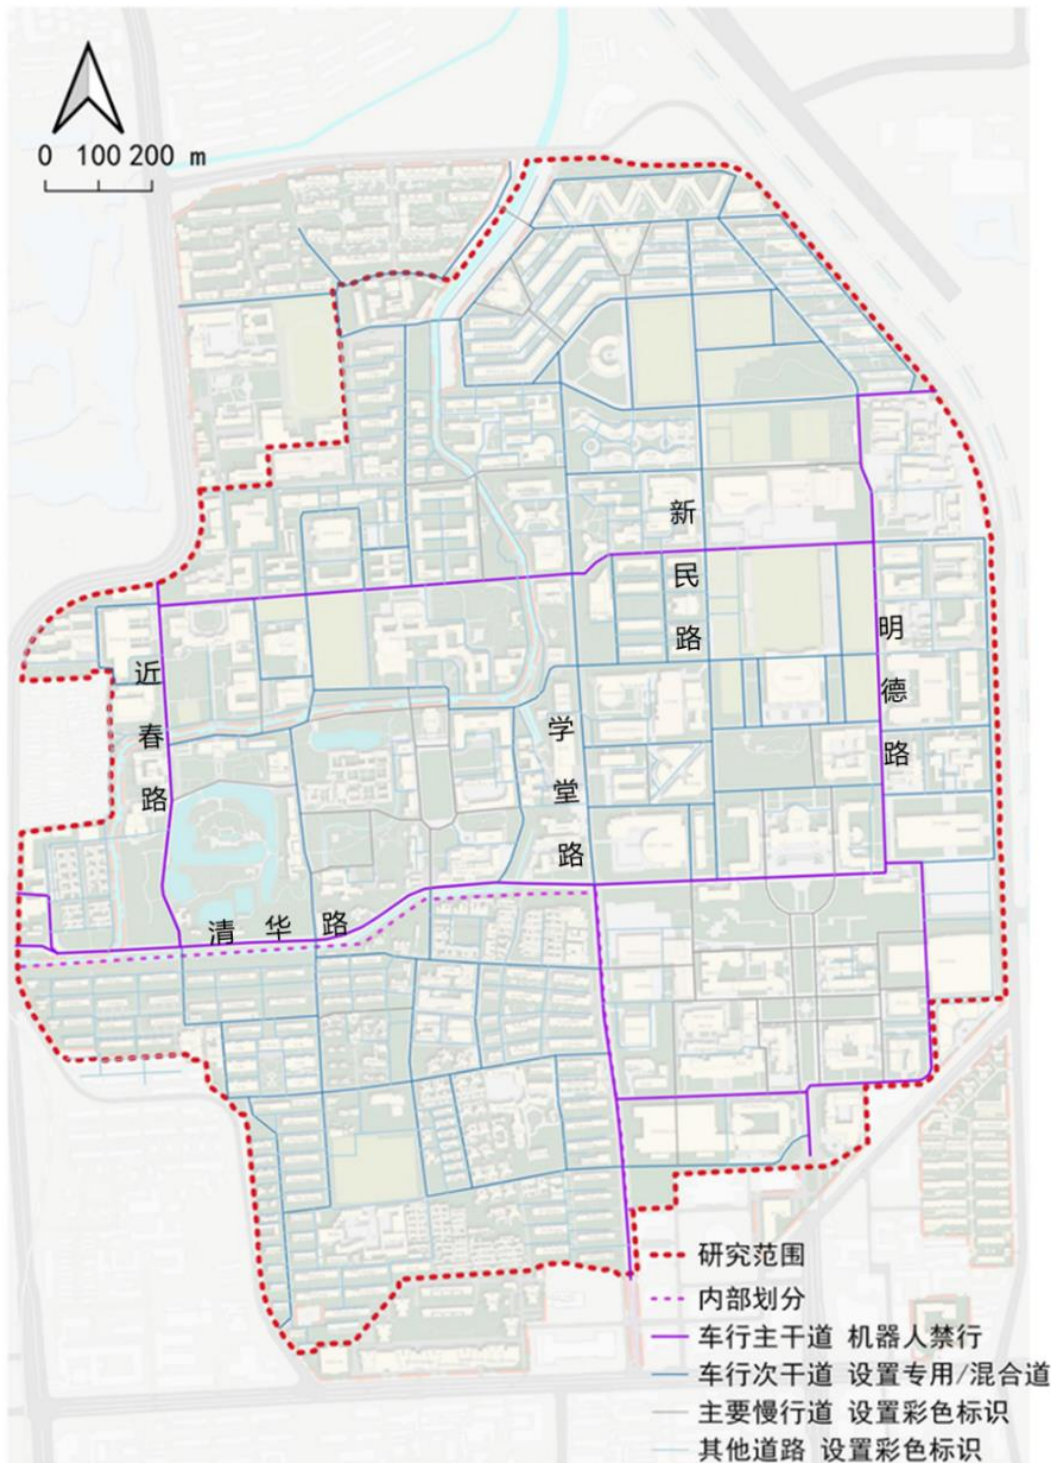 0 100 200 m
新民路
明德路
近春路
学堂路
清华路
研究范围
内部划分
车行主干道 机器人禁行
车行次干道 设置专用/混合道
主要慢行道 设置彩色标识
其他道路 设置彩色标识